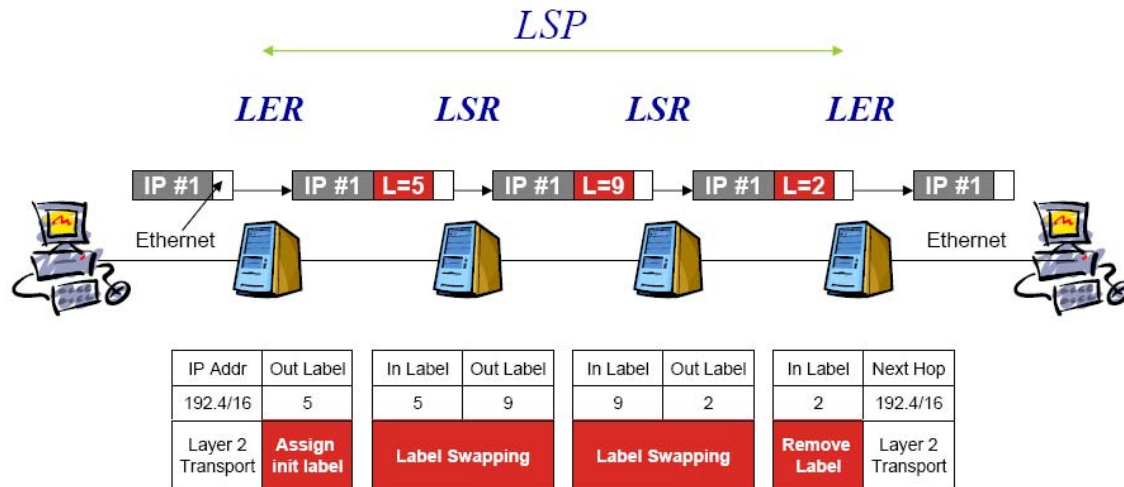 LSP
LER LSR LSR LER
IP #1 IP #1 L=5 IP #1 L=9 IP #1 L=2 IP #1
Ethernet Ethernet
IP Addr Out Label In Label Out Label In Label Out Label In Label Next Hop
192.4/16 5 5 9 9 2 2 192.4/16
Layer 2 Transport Assign init label Label Swapping Label Swapping Remove Label Layer 2 Transport